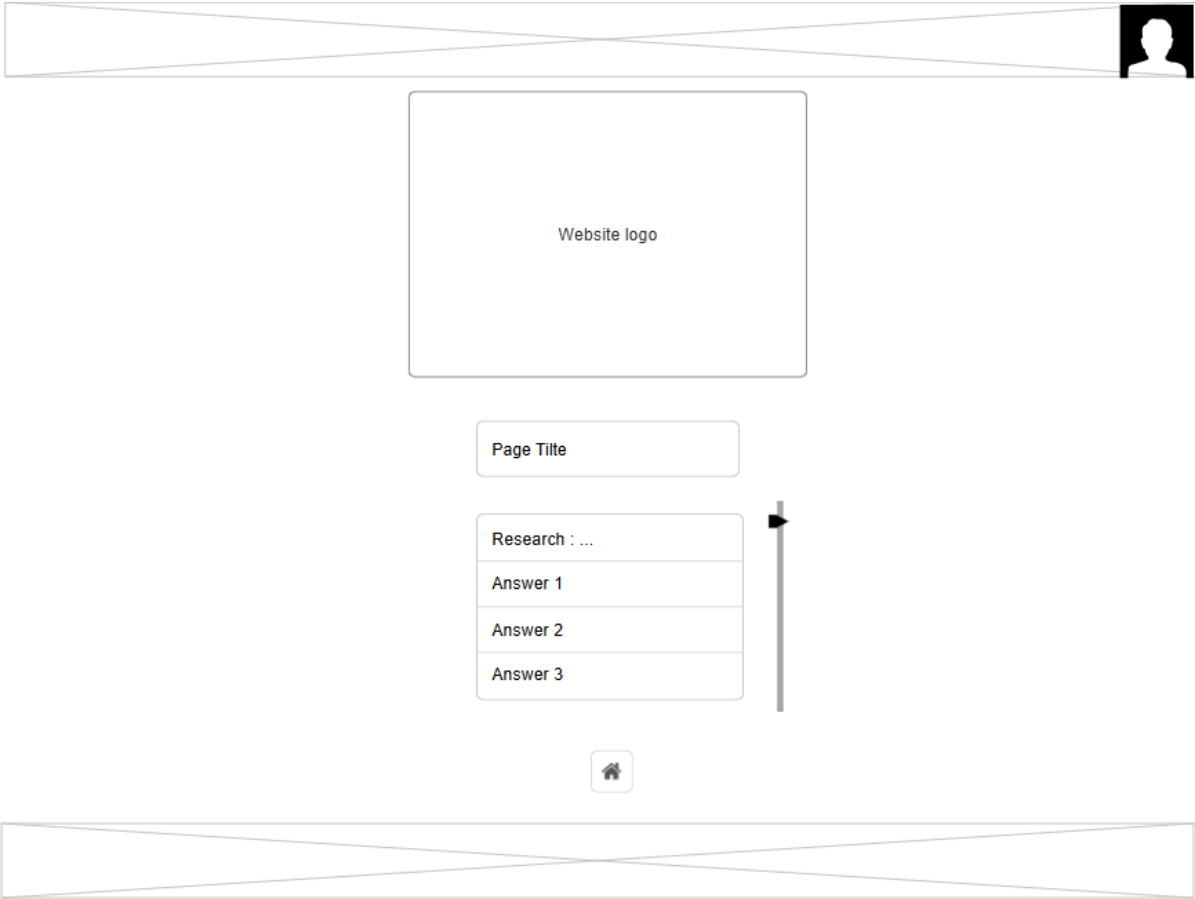 Website logo
Page Tilte
Research : ...
Answer 1
Answer 2
Answer 3